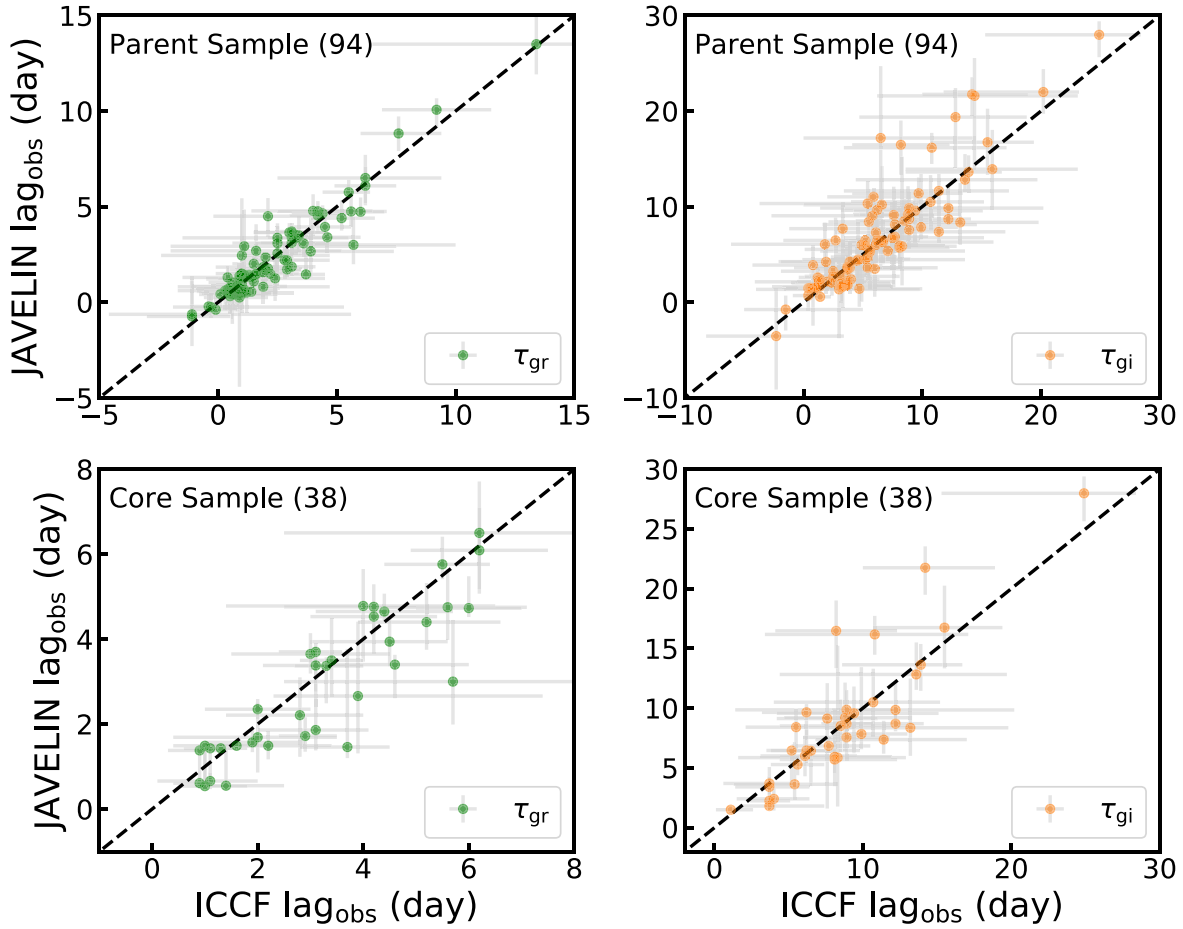 Parent Sample (94)
JAVELIN lag_obs (day)
15
10
5
0
−5
−5 0 5 10 15
τ_gr
Parent Sample (94)
30
20
10
0
−10
−10 0 10 20 30
τ_gi
Core Sample (38)
JAVELIN lag_obs (day)
8
6
4
2
0
0 2 4 6 8
ICCF lag_obs (day)
τ_gr
Core Sample (38)
30
25
20
15
10
5
0
0 10 20 30
ICCF lag_obs (day)
τ_gi